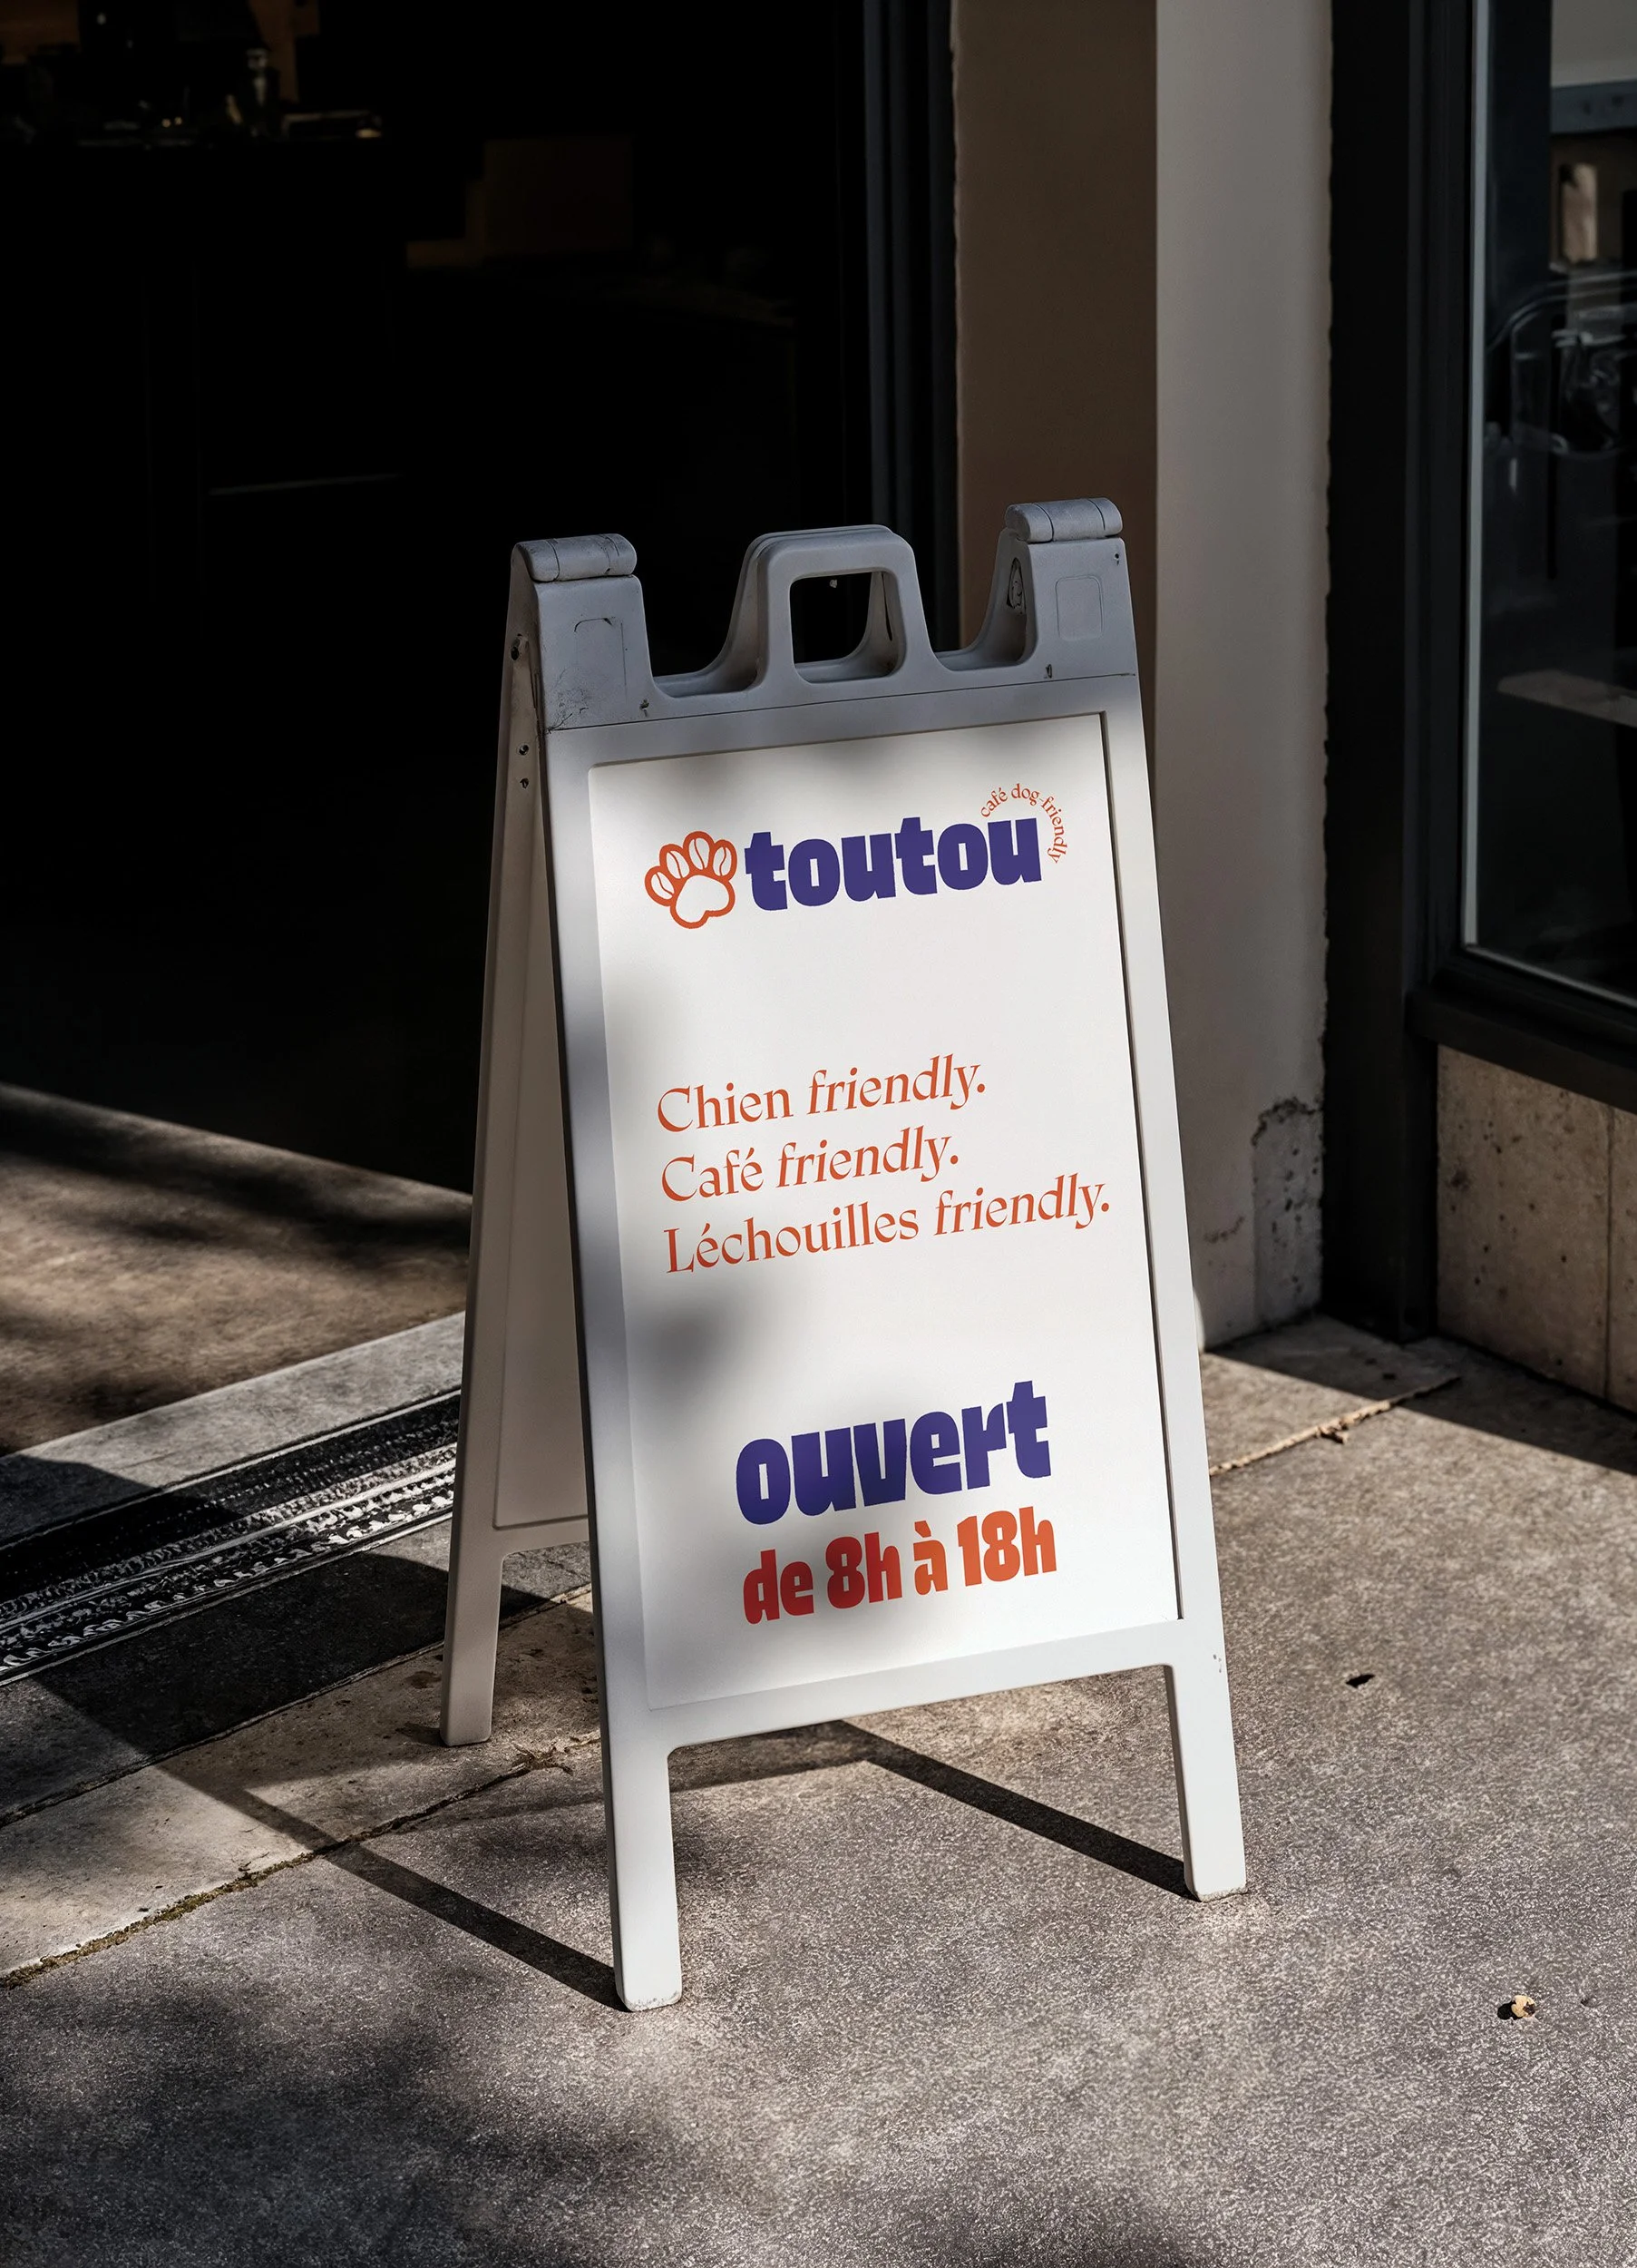 toutou
café dog-friendly
Chien friendly.
Café friendly.
Léchouilles friendly.
ouvert
de 8h à 18h